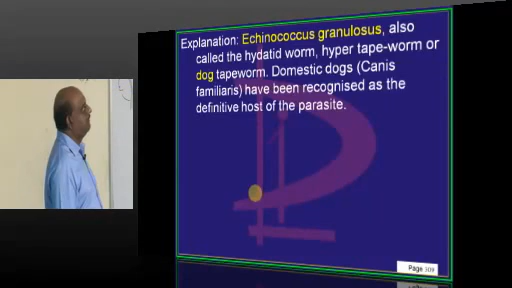 Explanation: Echinococcus granulosus, also
called the hydatid worm, hyper tape-worm or
dog tapeworm. Domestic dogs (Canis
familiaris) have been recognised as the
definitive host of the parasite.
Page 309